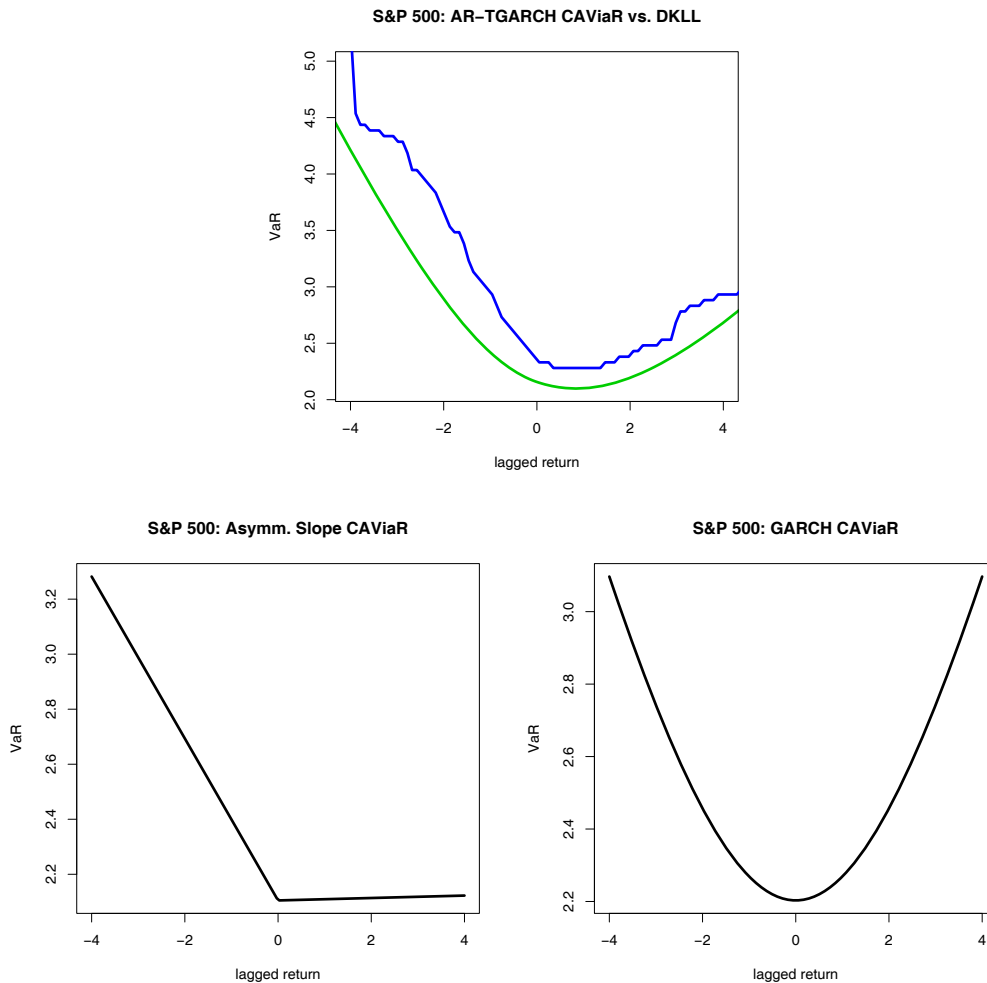 S&P 500: AR−TGARCH CAViaR vs. DKLL
5.0
4.5
4.0
3.5
3.0
2.5
2.0
VaR
−4 −2 0 2 4
lagged return
S&P 500: Asymm. Slope CAViaR
3.2
3.0
2.8
2.6
2.4
2.2
VaR
−4 −2 0 2 4
lagged return
S&P 500: GARCH CAViaR
3.0
2.8
2.6
2.4
2.2
VaR
−4 −2 0 2 4
lagged return